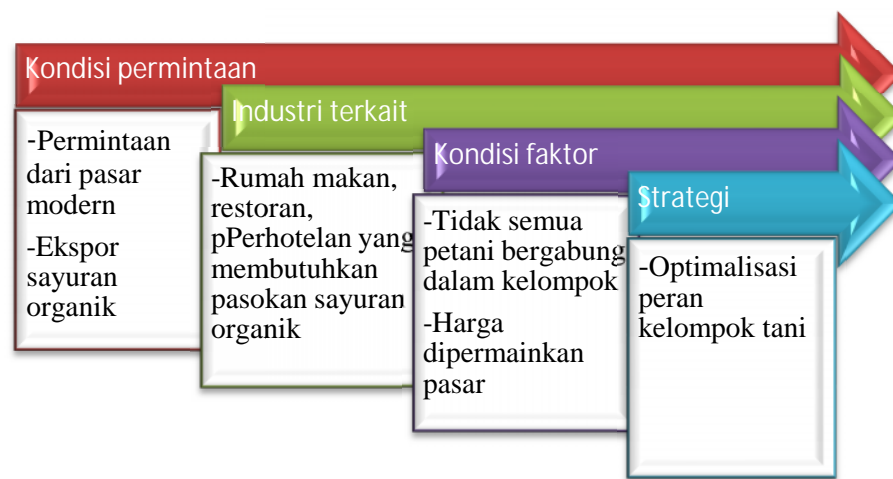 Kondisi permintaan
-Permintaan
dari pasar
modern
-Ekspor
sayuran
organik
Industri terkait
-Rumah makan,
restoran,
pPerhotelan yang
membutuhkan
pasokan sayuran
organik
Kondisi faktor
-Tidak semua
petani bergabung
dalam kelompok
-Harga
dipermainkan
pasar
Strategi
-Optimalisasi
peran
kelompok tani